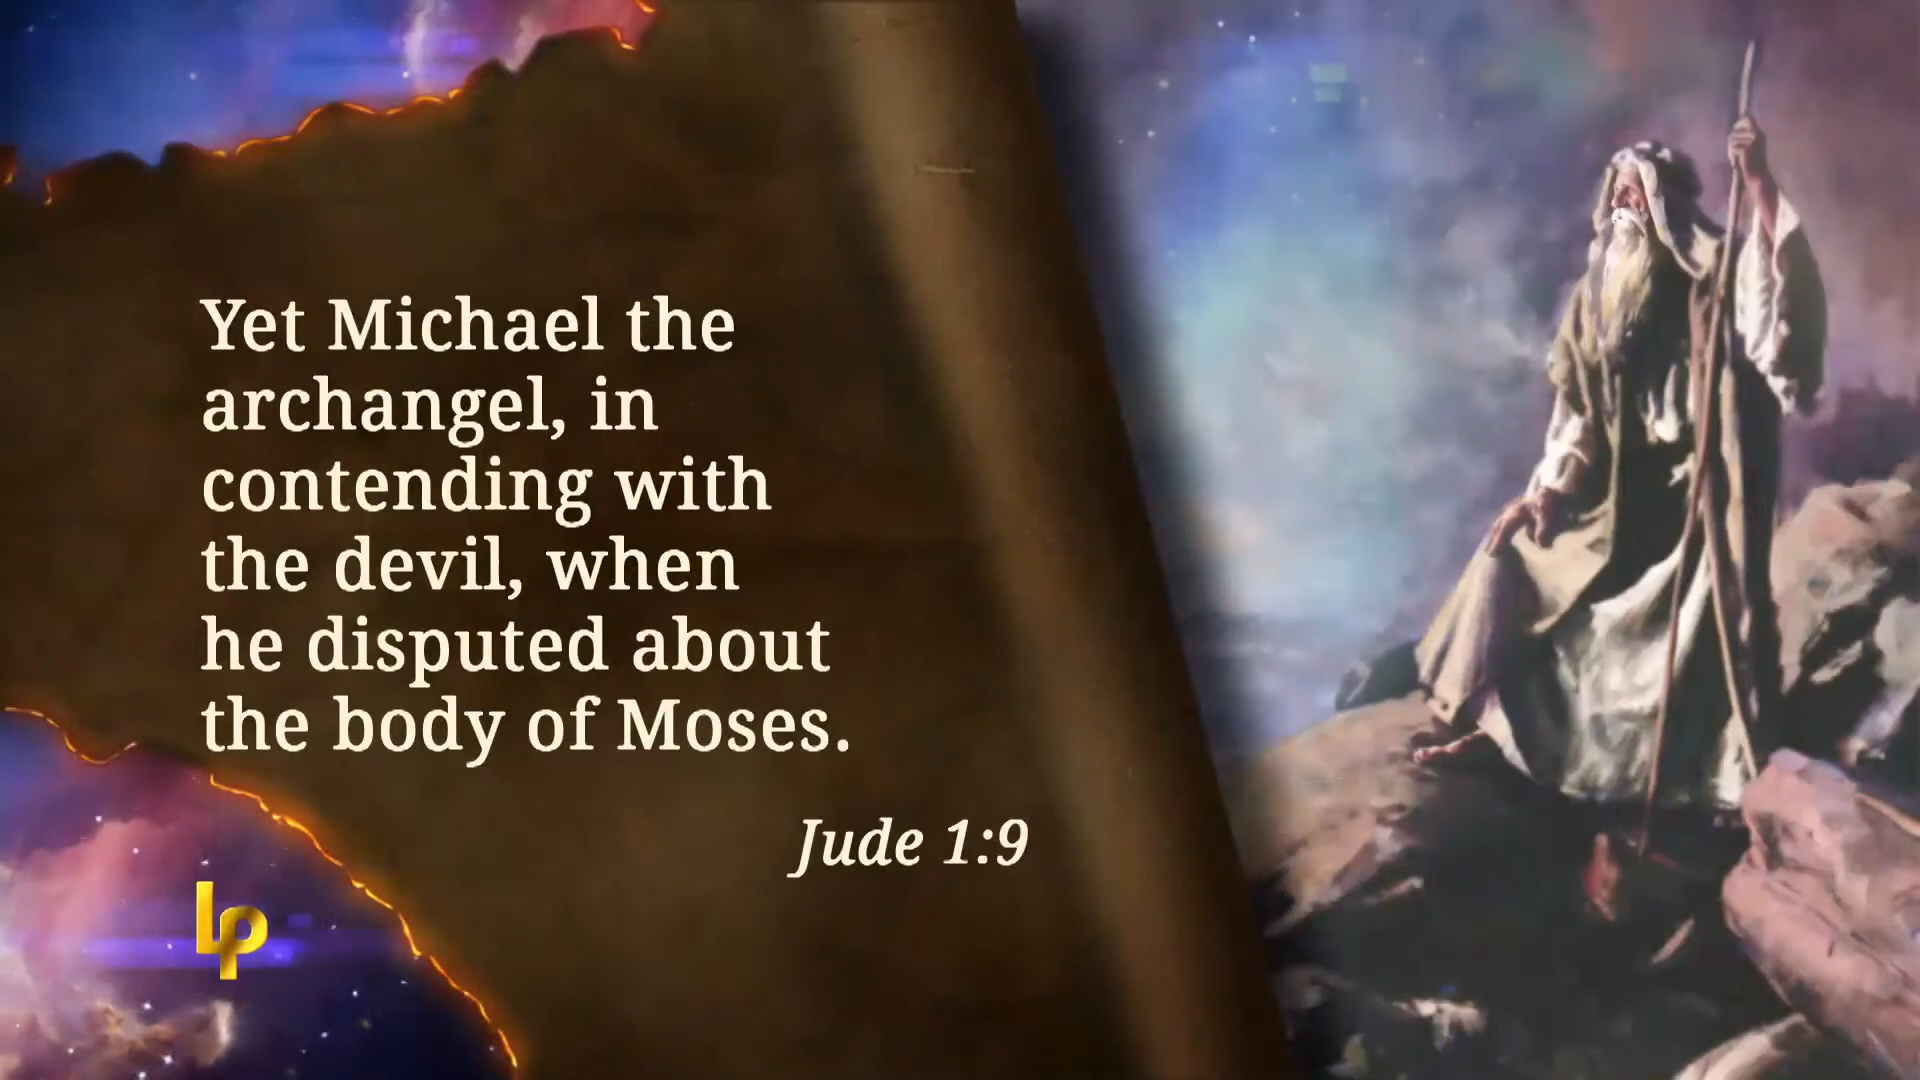 Yet Michael the
archangel, in
contending with
the devil, when
he disputed about
the body of Moses.
Jude 1:9
LP